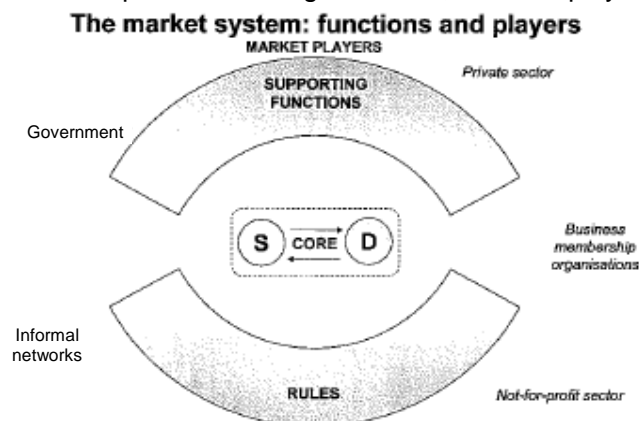 The market system: functions and players
MARKET PLAYERS
Private sector
SUPPORTING
FUNCTIONS
Government
S
CORE
D
Business
membership
organisations
Informal
networks
RULES
Not-for-profit sector